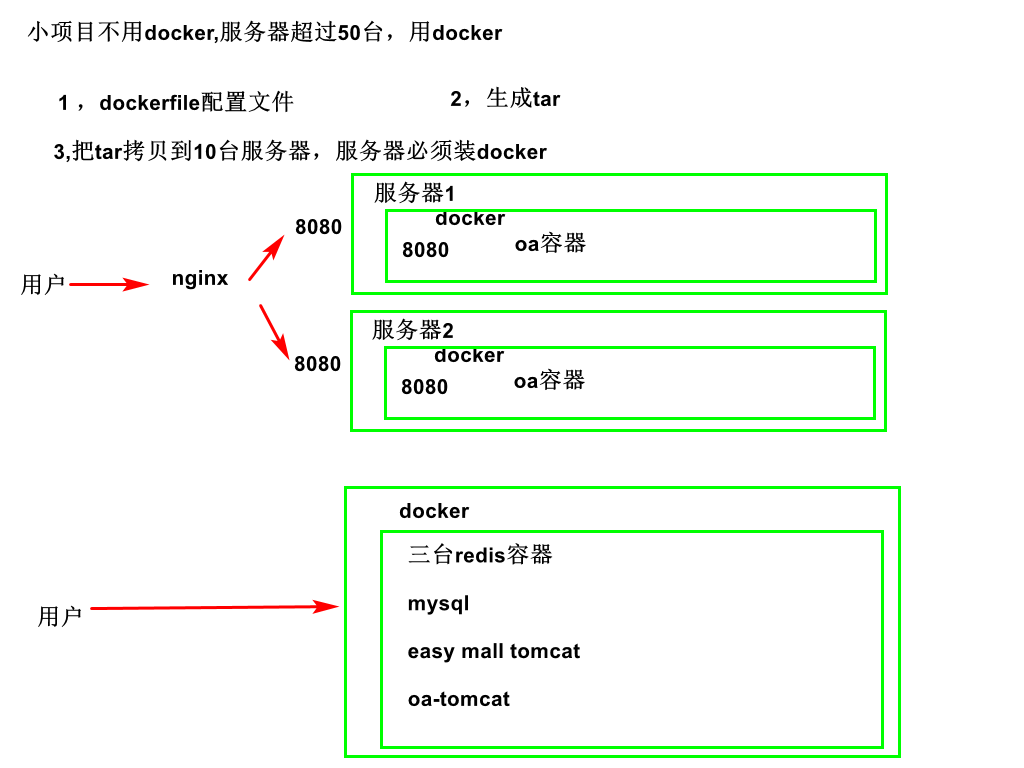 小项目不用docker,服务器超过50台，用docker
1 ，dockerfile配置文件
2，生成tar
3,把tar拷贝到10台服务器，服务器必须装docker
服务器1
docker
8080
8080
oa容器
用户
nginx
服务器2
docker
8080
8080
oa容器
docker
三台redis容器
mysql
用户
easy mall tomcat
oa-tomcat